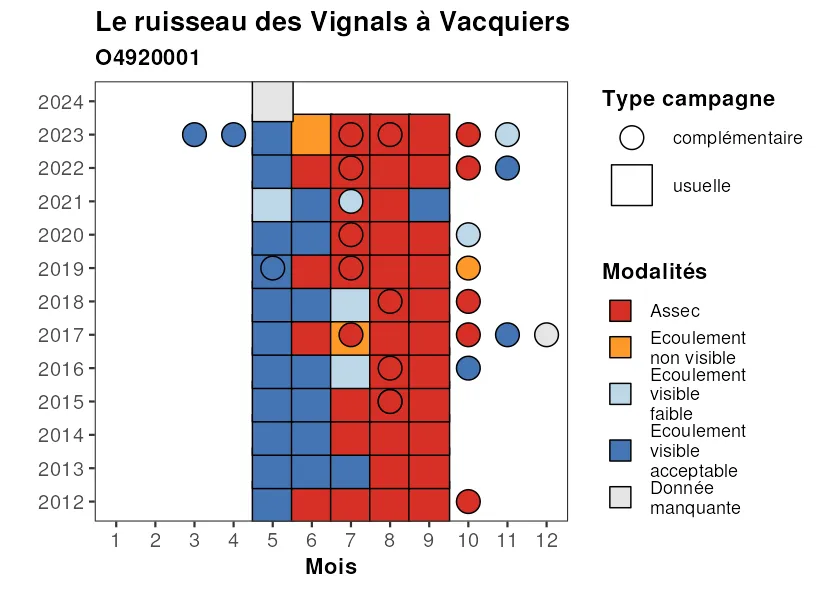 Le ruisseau des Vignals à Vacquiers
O4920001
2024
2023
2022
2021
2020
2019
2018
2017
2016
2015
2014
2013
2012
1 2 3 4 5 6 7 8 9 10 11 12
Mois
Type campagne
complémentaire
usuelle
Modalités
Assec
Ecoulement
non visible
Ecoulement
visible
faible
Ecoulement
visible
acceptable
Donnée
manquante